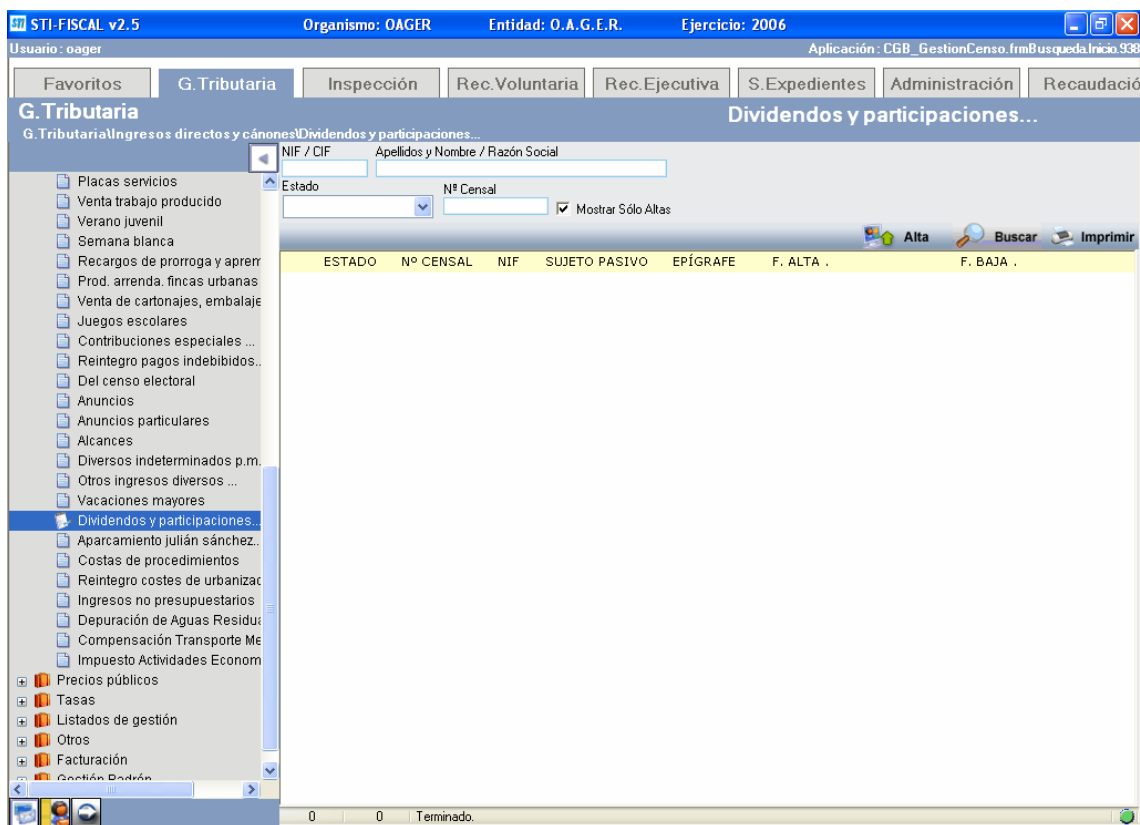 STI STI-FISCAL v2.5 Organismo: OAGER Entidad: O.A.G.E.R. Ejercicio: 2006
Usuario : oager Aplicación : CGB_GestionCenso.frmBusqueda.Inicio.938
Favoritos G.Tributaria Inspección Rec.Voluntaria Rec.Ejecutiva S.Expedientes Administración Recaudació
G.Tributaria Dividendos y participaciones...
G.Tributaria\Ingresos directos y cánones\Dividendos y participaciones...
NIF / CIF Apellidos y Nombre / Razón Social
Estado Nº Censal
Mostrar Sólo Altas
Alta Buscar Imprimir
ESTADO Nº CENSAL NIF SUJETO PASIVO EPÍGRAFE F. ALTA . F. BAJA .
Placas servicios
Venta trabajo producido
Verano juvenil
Semana blanca
Recargos de prorroga y aprem
Prod. arrenda. fincas urbanas
Venta de cartonajes, embalaje
Juegos escolares
Contribuciones especiales ...
Reintegro pagos indebibidos..
Del censo electoral
Anuncios
Anuncios particulares
Alcances
Diversos indeterminados p.m.
Otros ingresos diversos ...
Vacaciones mayores
Dividendos y participaciones..
Aparcamiento julián sánchez..
Costas de procedimientos
Reintegro costes de urbanizac
Ingresos no presupuestarios
Depuración de Aguas Residua
Compensación Transporte Me
Impuesto Actividades Econom
Precios públicos
Tasas
Listados de gestión
Otros
Facturación
Gestión Padrón
0 0 Terminado.